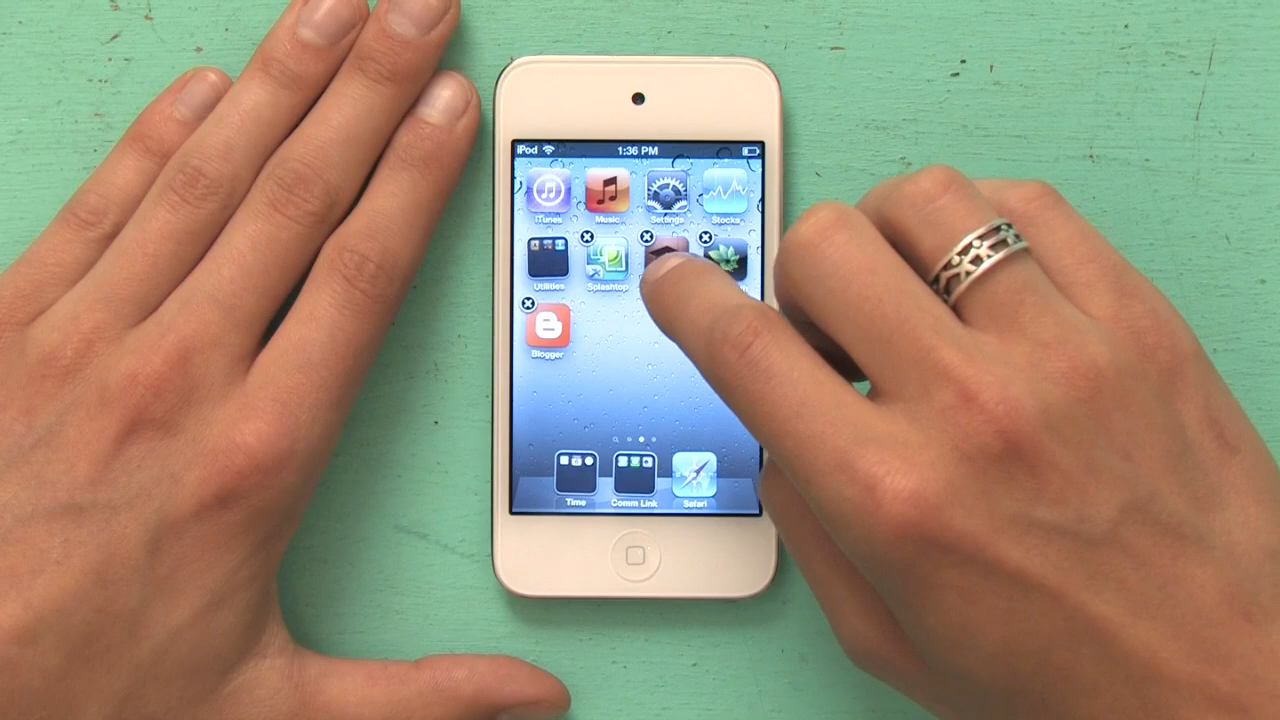 iPod 1:36 PM
iTunes Music Settings Stocks
Utilities Splashtop
Blogger
Time Comm Link Safari